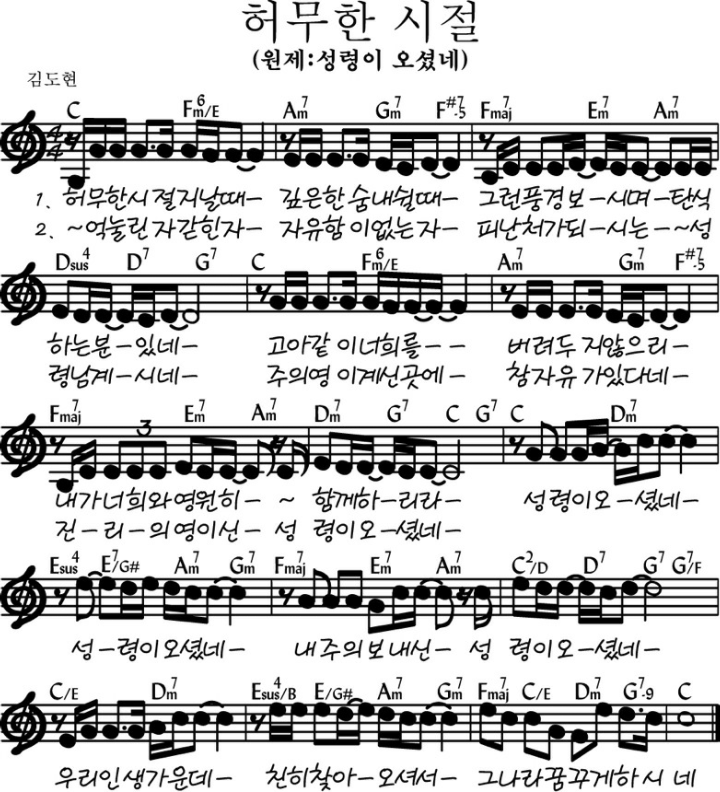 허무한 시절
(원제:성령이 오셨네)
김도현
C Fm6/E Am7 Gm7 F#7-5 Fmaj7 Em7 Am7
1. 허무한시 절지날때– 깊은한 숨내쉴때– 그런풍경보 –시며–탄식
2. ~억눌린 자갇힌자– 자유함 이없는자– 피난처가되–시는–~성
Dsus4 D7 G7 C Fm6/E Am7 Gm7 F#7-5
하는분–있네– 고아같 이너희를– – 버려두 지않으리–
령님계–시네– 주의영 이계신곳에– 참자유 가있다네–
Fmaj7 3 Em7 Am7 Dm7 G7 C G7 C Dm7
내가너희와영원히– ~ 함께하–리라– 성령이오–셨네–
진–리–의영이신– 성 령이오–셨네–
Esus4 E7/G# Am7 Gm7 Fmaj7 Em7 Am7 C2/D D7 G7 G7/F
성–령이오셨네– 내주의보내신– 성 령이오–셨네–
C/E Dm7 Esus4/B E/G# Am7 Gm7 Fmaj7 C/E Dm7 G7-9 C
우리인생가운데– 친히찾아–오셔서– 그나라꿈꾸게하시 네